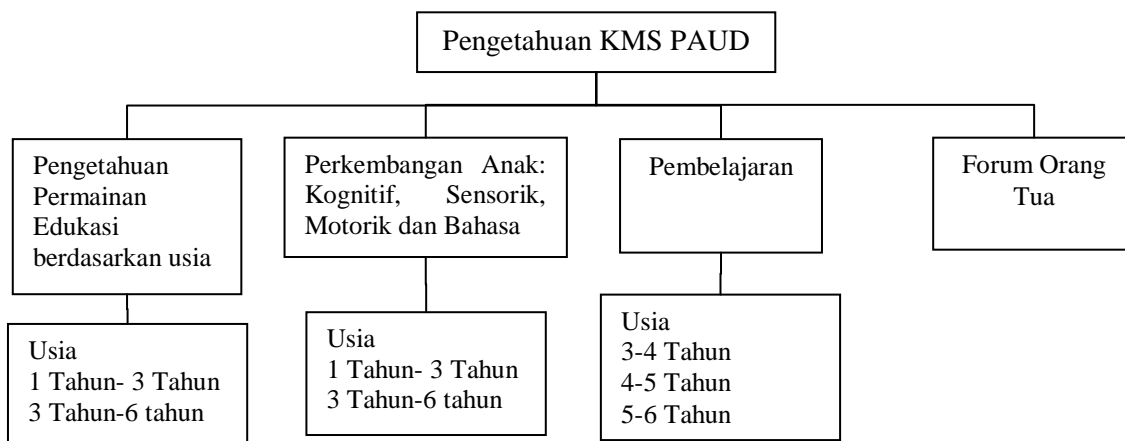 Pengetahuan KMS PAUD
Pengetahuan
Permainan
Edukasi
berdasarkan usia
Perkembangan Anak:
Kognitif, Sensorik,
Motorik dan Bahasa
Pembelajaran
Forum Orang
Tua
Usia
1 Tahun- 3 Tahun
3 Tahun-6 tahun
Usia
1 Tahun- 3 Tahun
3 Tahun-6 tahun
Usia
3-4 Tahun
4-5 Tahun
5-6 Tahun